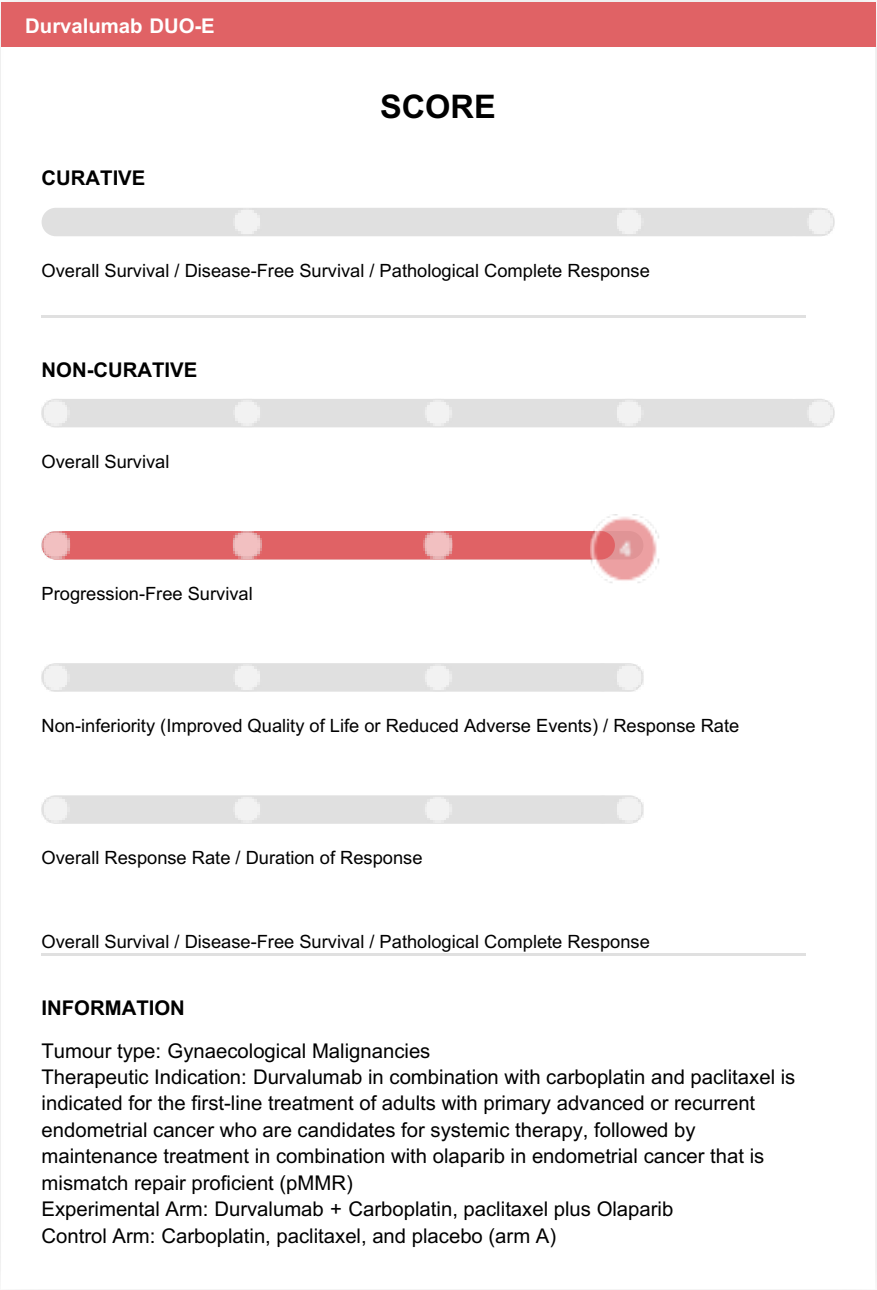 Durvalumab DUO-E
SCORE
CURATIVE
Overall Survival / Disease-Free Survival / Pathological Complete Response
NON-CURATIVE
Overall Survival
4
Progression-Free Survival
Non-inferiority (Improved Quality of Life or Reduced Adverse Events) / Response Rate
Overall Response Rate / Duration of Response
Overall Survival / Disease-Free Survival / Pathological Complete Response
INFORMATION
Tumour type: Gynaecological Malignancies
Therapeutic Indication: Durvalumab in combination with carboplatin and paclitaxel is
indicated for the first-line treatment of adults with primary advanced or recurrent
endometrial cancer who are candidates for systemic therapy, followed by
maintenance treatment in combination with olaparib in endometrial cancer that is
mismatch repair proficient (pMMR)
Experimental Arm: Durvalumab + Carboplatin, paclitaxel plus Olaparib
Control Arm: Carboplatin, paclitaxel, and placebo (arm A)